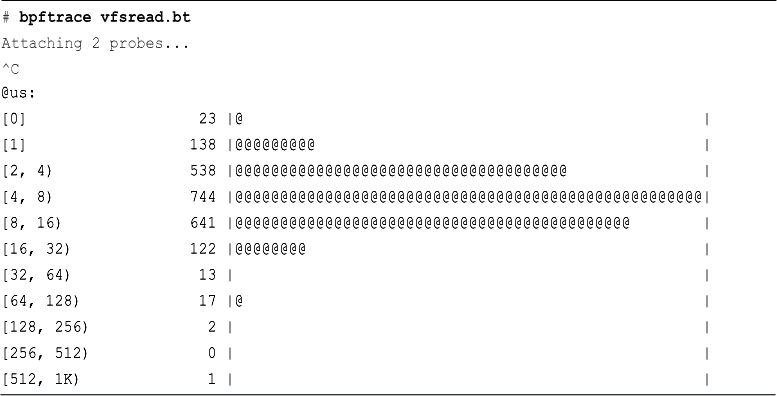 # bpftrace vfsread.bt
Attaching 2 probes...
^C
@us:
[0]                    23 |@                                                    |
[1]                   138 |@@@@@@@@@                                            |
[2, 4)                538 |@@@@@@@@@@@@@@@@@@@@@@@@@@@@@@@@@@@@@                |
[4, 8)                744 |@@@@@@@@@@@@@@@@@@@@@@@@@@@@@@@@@@@@@@@@@@@@@@@@@@@@|
[8, 16)               641 |@@@@@@@@@@@@@@@@@@@@@@@@@@@@@@@@@@@@@@@@@@@@         |
[16, 32)              122 |@@@@@@@@                                             |
[32, 64)               13 |                                                     |
[64, 128)              17 |@                                                    |
[128, 256)              2 |                                                     |
[256, 512)              0 |                                                     |
[512, 1K)               1 |                                                     |